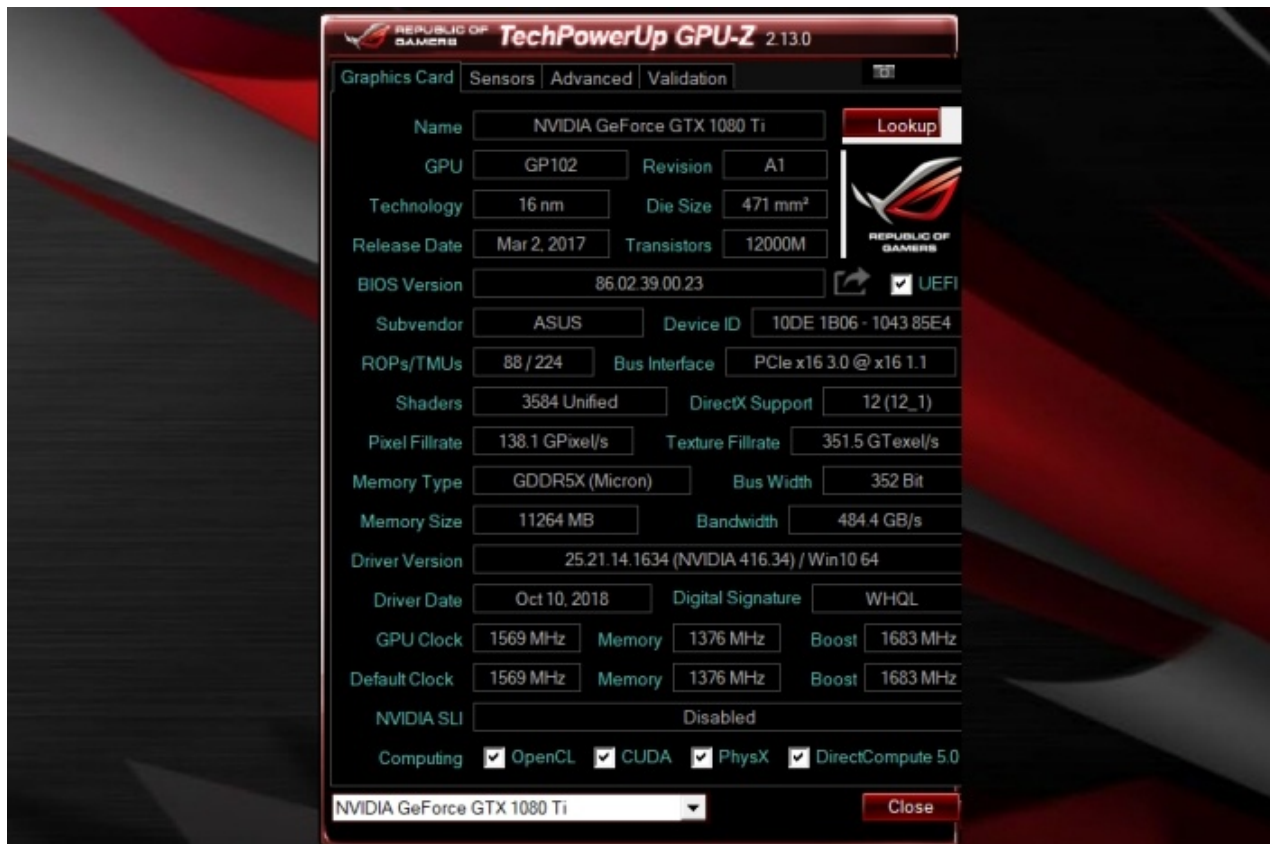 REPUBLIC OF GAMERS TechPowerUp GPU-Z 2.13.0
Graphics Card Sensors Advanced Validation
Name NVIDIA GeForce GTX 1080 Ti Lookup
GPU GP102 Revision A1
Technology 16 nm Die Size 471 mm²
REPUBLIC OF GAMERS
Release Date Mar 2, 2017 Transistors 12000M
BIOS Version 86.02.39.00.23 UEFI
Subvendor ASUS Device ID 10DE 1B06 - 1043 85E4
ROPs/TMUs 88 / 224 Bus Interface PCIe x16 3.0 @ x16 1.1
Shaders 3584 Unified DirectX Support 12 (12_1)
Pixel Fillrate 138.1 GPixel/s Texture Fillrate 351.5 GTexel/s
Memory Type GDDR5X (Micron) Bus Width 352 Bit
Memory Size 11264 MB Bandwidth 484.4 GB/s
Driver Version 25.21.14.1634 (NVIDIA 416.34) / Win10 64
Driver Date Oct 10, 2018 Digital Signature WHQL
GPU Clock 1569 MHz Memory 1376 MHz Boost 1683 MHz
Default Clock 1569 MHz Memory 1376 MHz Boost 1683 MHz
NVIDIA SLI Disabled
Computing OpenCL CUDA PhysX DirectCompute 5.0
NVIDIA GeForce GTX 1080 Ti Close